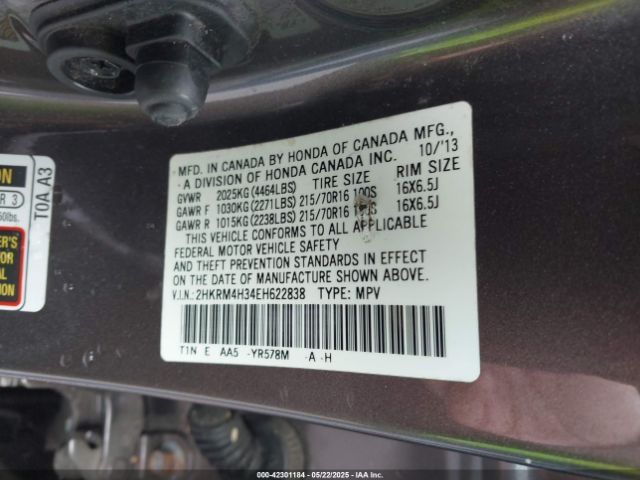 MFD. IN CANADA BY HONDA OF CANADA MFG.,
A DIVISION OF HONDA CANADA INC. 10/'13
GVWR 2025KG(4464LBS) TIRE SIZE RIM SIZE
GAWR F 1030KG(2271LBS) 215/70R16 100S 16X6.5J
GAWR R 1015KG(2238LBS) 215/70R16 16X6.5J
THIS VEHICLE CONFORMS TO ALL APPLICABLE
FEDERAL MOTOR VEHICLE SAFETY
AND THEFT PREVENTION STANDARDS IN EFFECT
ON THE DATE OF MANUFACTURE SHOWN ABOVE.
V.I.N.: 2HKRM4H34EH622838 TYPE: MPV
T1N E AA5 -YR578M -A -H
T0A A3
R 3
50lbs.
000-42301184 - 05/22/2025 - IAA Inc.